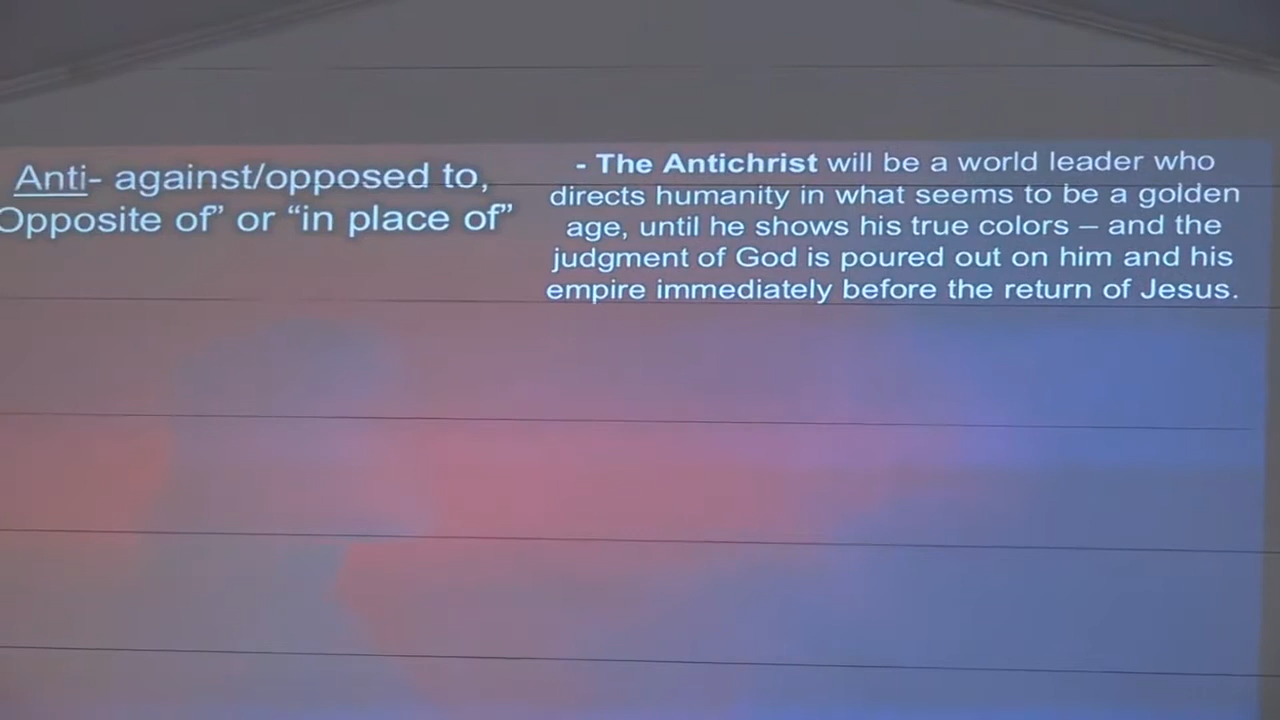 Anti- against/opposed to,
Opposite of” or “in place of”
- The Antichrist will be a world leader who
directs humanity in what seems to be a golden
age, until he shows his true colors – and the
judgment of God is poured out on him and his
empire immediately before the return of Jesus.